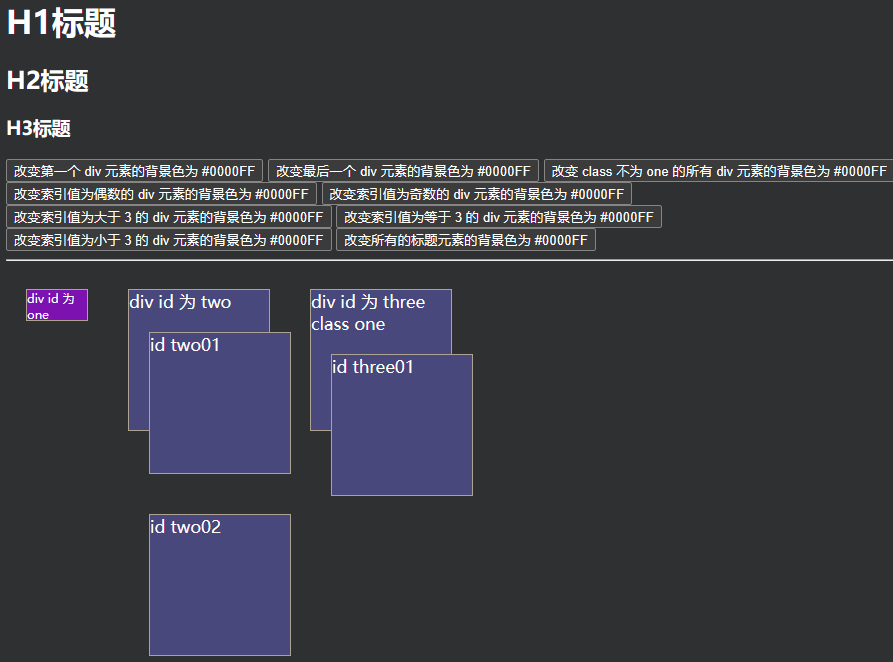 H1标题
H2标题
H3标题
改变第一个 div 元素的背景色为 #0000FF 改变最后一个 div 元素的背景色为 #0000FF 改变 class 不为 one 的所有 div 元素的背景色为 #0000FF
改变索引值为偶数的 div 元素的背景色为 #0000FF 改变索引值为奇数的 div 元素的背景色为 #0000FF
改变索引值为大于 3 的 div 元素的背景色为 #0000FF 改变索引值为等于 3 的 div 元素的背景色为 #0000FF
改变索引值为小于 3 的 div 元素的背景色为 #0000FF 改变所有的标题元素的背景色为 #0000FF
div id 为
one
div id 为 two
id two01
id two02
div id 为 three
class one
id three01